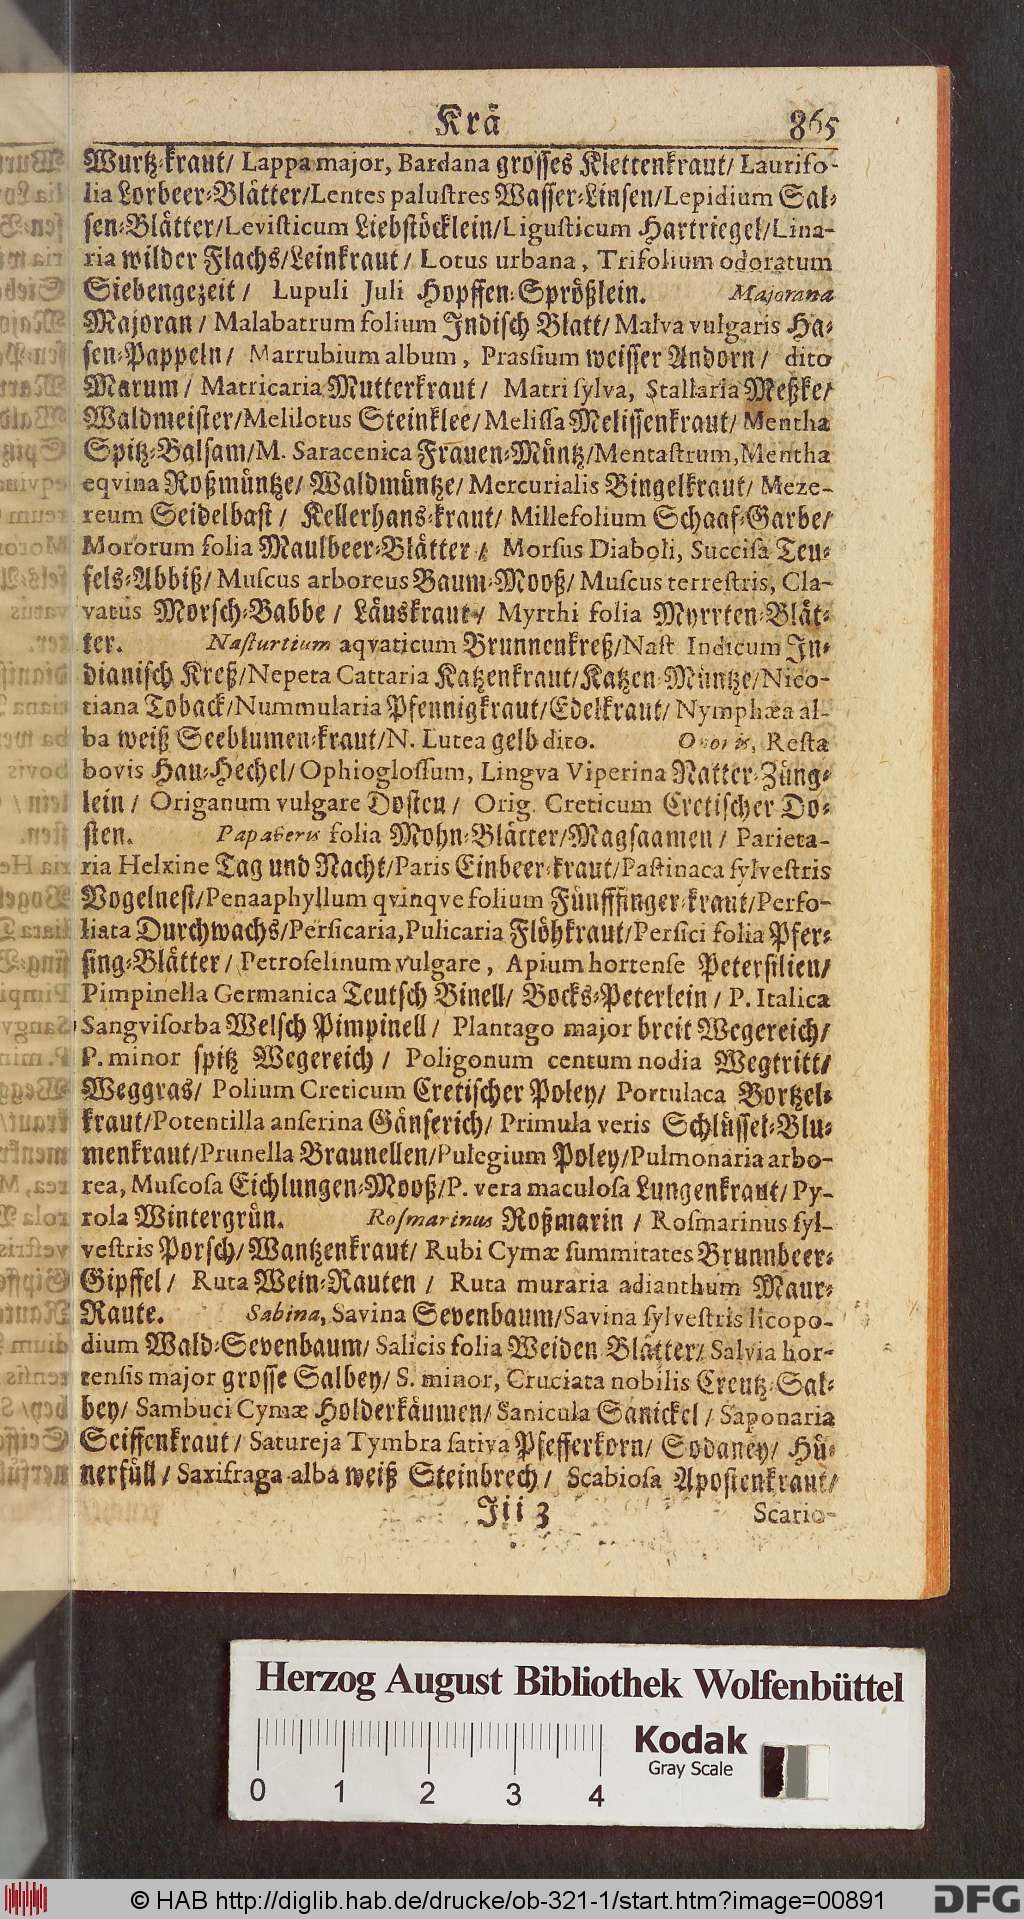 Krä 865
Wurtz-kraut/ Lappa major, Bardana grosses Klettenkraut/ Laurifo-
lia Lorbeer-Blätter/Lentes palustres Wasser-Linsen/Lepidium Sal-
sen-Blätter/Levisticum Liebstöcklein/Ligusticum Hartriegel/Lina-
ria wilder Flachs/Leinkraut/ Lotus urbana, Trifolium odoratum
Siebengezeit/ Lupuli Juli Hopffen-Sprößlein. Majorana
Majoran/ Malabatrum folium Jndisch Blatt/ Malva vulgaris Ha-
sen-Pappeln/ Marrubium album, Prassium weisser Andorn/ dito
Marum/ Matricaria Mutterkraut/ Matri sylva, Stallaria Meßke/
Waldmeister/Melilotus Steinklee/Melissa Melissenkraut/ Mentha
Spitz-Balsam/M. Saracenica Frauen-Müntz/Mentastrum, Mentha
eqvina Roßmüntze/ Waldmüntze/ Mercurialis Bingelkraut/ Meze-
reum Seidelbast/ Kellerhans-kraut/ Millefolium Schaaf-Garbe/
Mororum folia Maulbeer-Blätter/ Morsus Diaboli, Succisa Teu-
fels-Abbiß/ Muscus arboreus Baum-Mooß/ Muscus terrestris, Cla-
vatus Morsch-Babbe/ Läuskraut/ Myrthi folia Myrrten-Blät-
ter. Nasturtium aqvaticum Brunnenkreß/Nast Indicum Jn-
dianisch Kreß/Nepeta Cattaria Katzenkraut/Katzen-Müntze/Nico-
tiana Toback/Nummularia Pfennigkraut/Edelkraut/ Nymphæa al-
ba weiß Seeblumen-kraut/N. Lutea gelb dito. Ononis, Resta
bovis Hau-Hechel/ Ophioglossum, Lingva Viperina Natter-Züng-
lein/ Origanum vulgare Dosten/ Orig. Creticum Cretischer Do-
sten. Papaveris folia Mohn-Blätter/Magsaamen/ Parieta-
ria Helxine Tag und Nacht/Paris Einbeer-kraut/Pastinaca sylvestris
Vogelnest/Penaaphyllum qvinqve folium Fünfffinger-kraut/Perfo-
liata Durchwachs/Persicaria, Pulicaria Flöhkraut/Persici folia Pfer-
sing-Blätter/ Petroselinum vulgare, Apium hortense Petersilien/
Pimpinella Germanica Teutsch Binell/ Bocks-Peterlein/ P. Italica
Sangvisorba Welsch Pimpinell/ Plantago major breit Wegereich/
P. minor spitz Wegereich/ Poligonum centum nodia Wegtritt/
Weggras/ Polium Creticum Cretischer Poley/ Portulaca Bortzel-
kraut/Potentilla anserina Gänserich/ Primula veris Schlüssel-Blu-
menkraut/Prunella Braunellen/Pulegium Poley/Pulmonaria arbo-
rea, Muscosa Eichlungen-Mooß/P. vera maculosa Lungenkraut/ Py-
rola Wintergrün. Rosmarinus Roßmarin/ Rosmarinus syl-
vestris Porsch/ Wantzenkraut/ Rubi Cymæ summitates Brunnbeer-
Gipffel/ Ruta Wein-Rauten/ Ruta muraria adianthum Maur-
Raute. Sabina, Savina Sevenbaum/Savina sylvestris licopo-
dium Wald-Sevenbaum/ Salicis folia Weiden Blätter/ Salvia hor-
tensis major grosse Salbey/ S. minor, Cruciata nobilis Creutz-Sal-
bey/ Sambuci Cymæ Holderkäumen/ Sanicula Sanickel/ Saponaria
Seiffenkraut/ Satureja Tymbra sativa Pfefferkorn/ Sodaney/ Hü-
nerfüll/ Saxifraga alba weiß Steinbrech/ Scabiosa Apostenkraut/
Jii 3 Scario-
Herzog August Bibliothek Wolfenbüttel
0 1 2 3 4
Kodak
Gray Scale
© HAB http://diglib.hab.de/drucke/ob-321-1/start.htm?image=00891
DFG